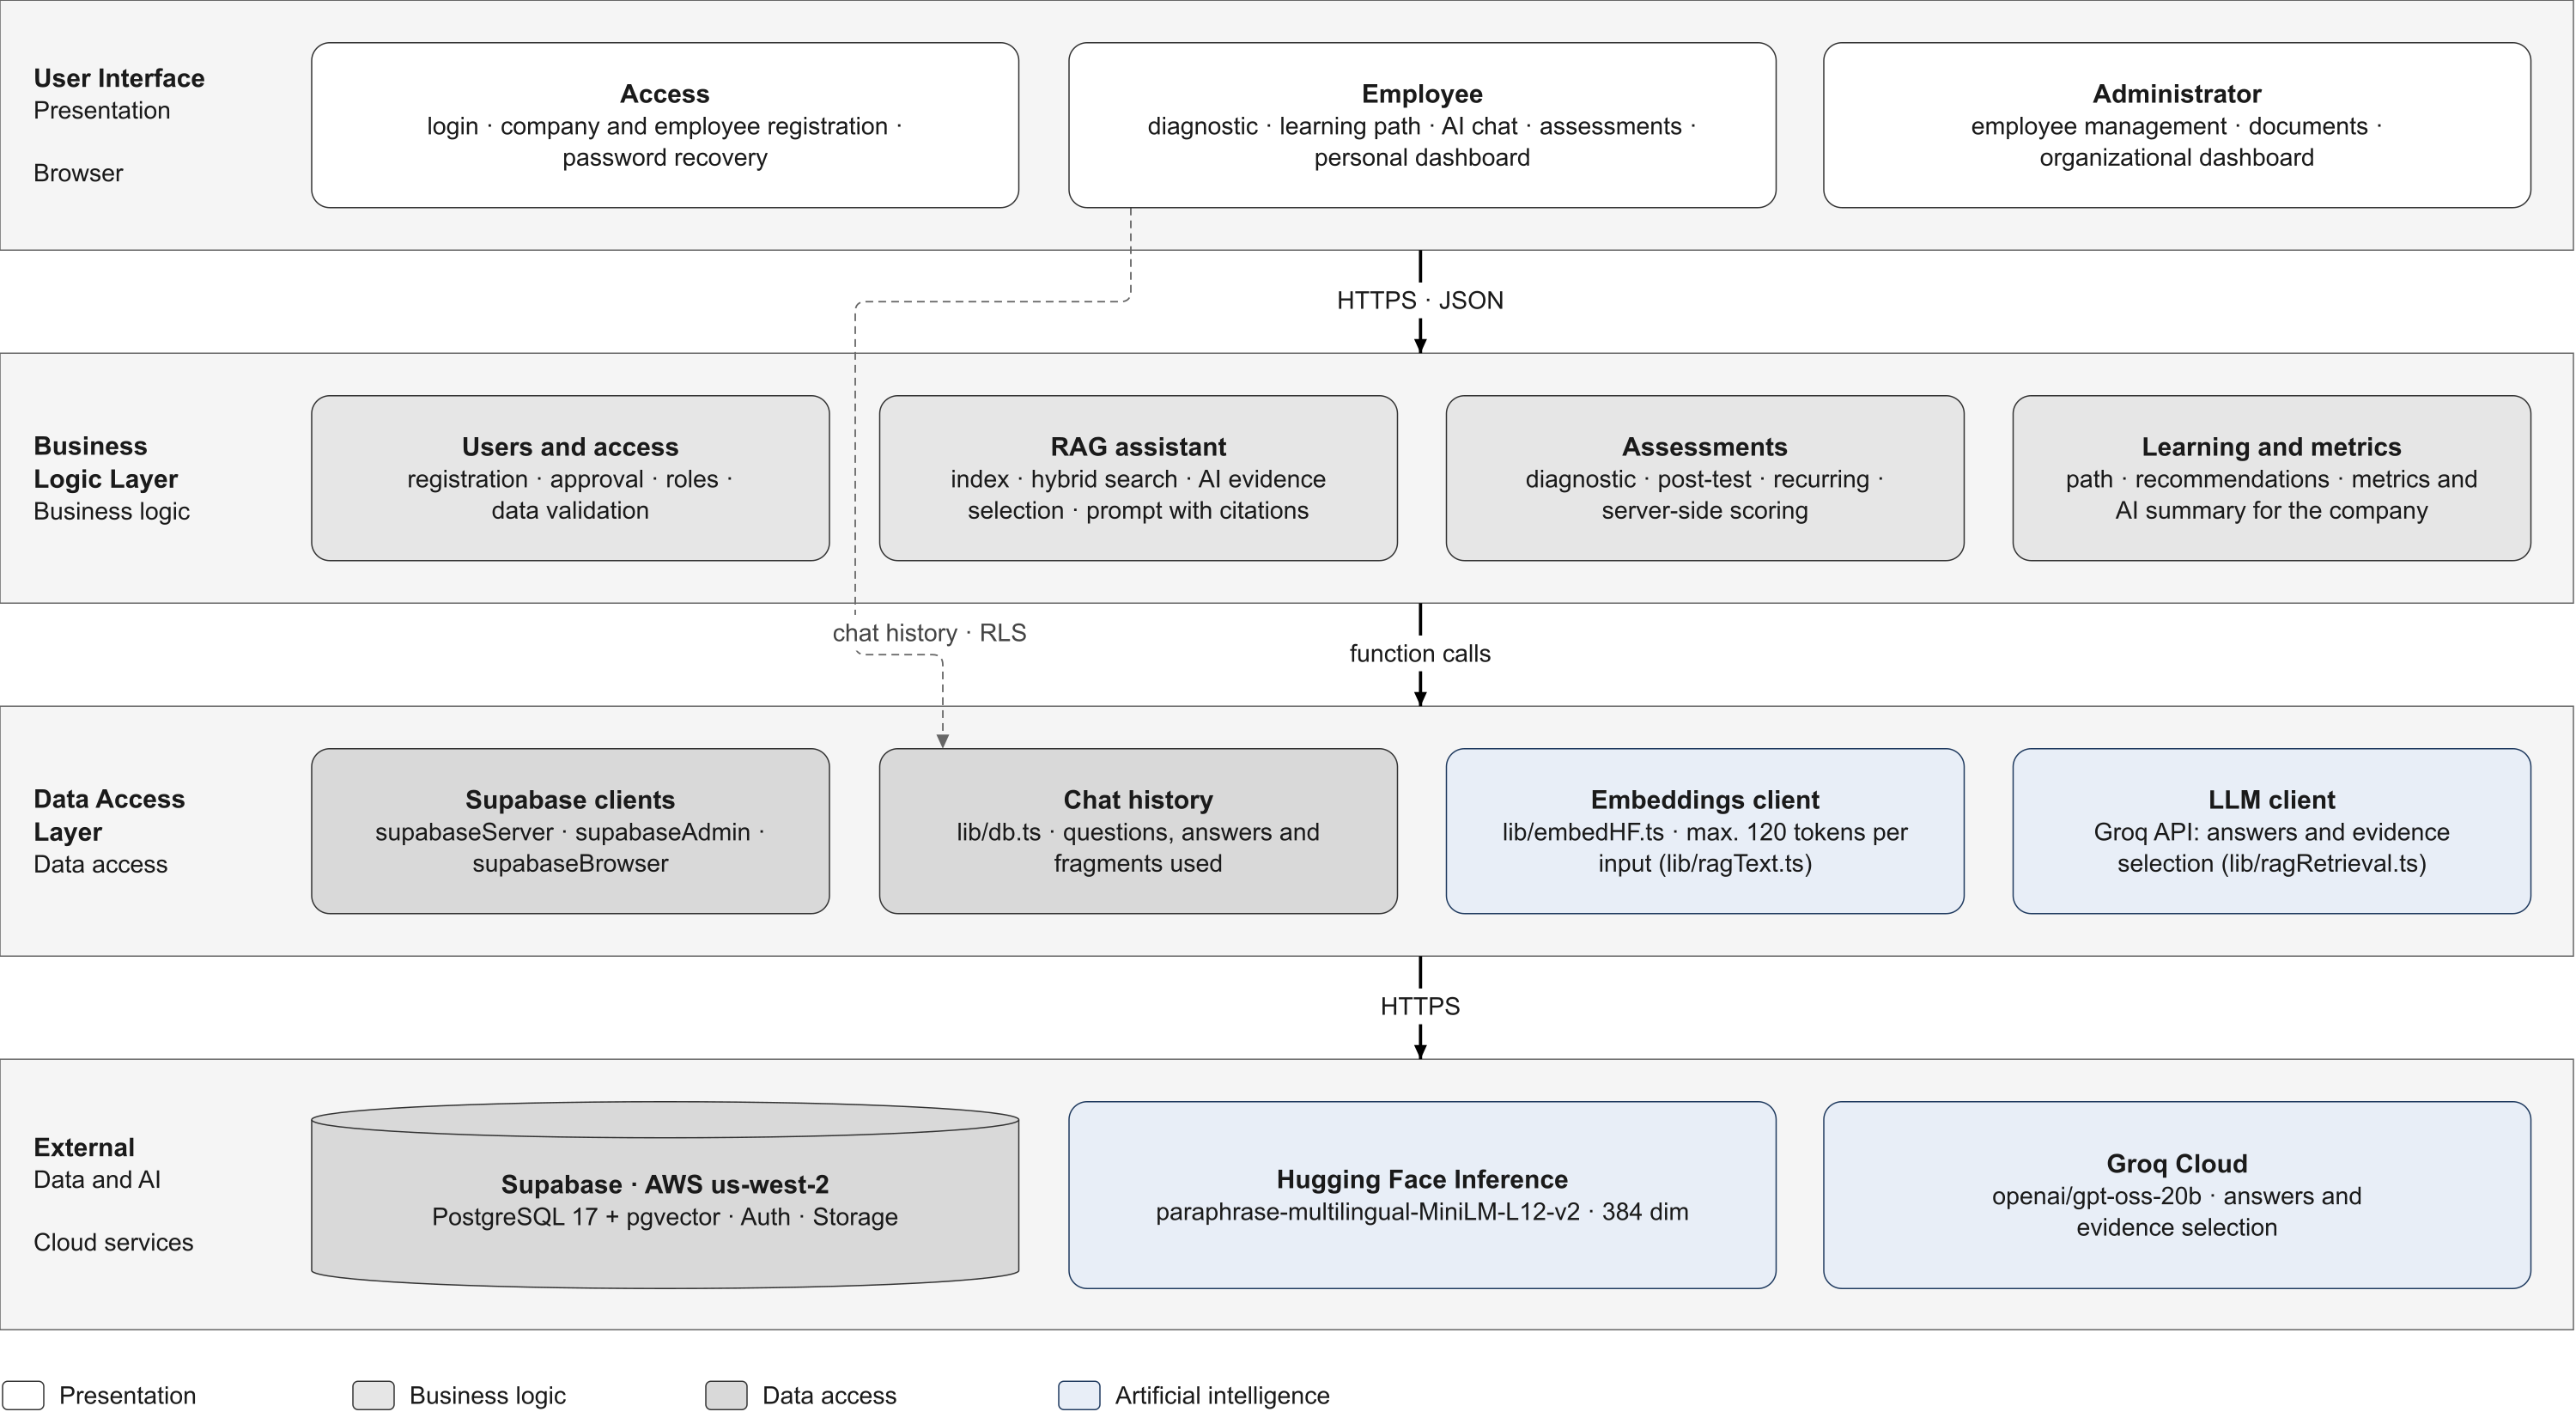 User Interface
Presentation
Browser
Access
login · company and employee registration ·
password recovery
Employee
diagnostic · learning path · AI chat · assessments ·
personal dashboard
Administrator
employee management · documents ·
organizational dashboard
HTTPS · JSON
Business
Logic Layer
Business logic
Users and access
registration · approval · roles ·
data validation
RAG assistant
index · hybrid search · AI evidence
selection · prompt with citations
Assessments
diagnostic · post-test · recurring ·
server-side scoring
Learning and metrics
path · recommendations · metrics and
AI summary for the company
chat history · RLS
function calls
Data Access
Layer
Data access
Supabase clients
supabaseServer · supabaseAdmin ·
supabaseBrowser
Chat history
lib/db.ts · questions, answers and
fragments used
Embeddings client
lib/embedHF.ts · max. 120 tokens per
input (lib/ragText.ts)
LLM client
Groq API: answers and evidence
selection (lib/ragRetrieval.ts)
HTTPS
External
Data and AI
Cloud services
Supabase · AWS us-west-2
PostgreSQL 17 + pgvector · Auth · Storage
Hugging Face Inference
paraphrase-multilingual-MiniLM-L12-v2 · 384 dim
Groq Cloud
openai/gpt-oss-20b · answers and
evidence selection
Presentation
Business logic
Data access
Artificial intelligence